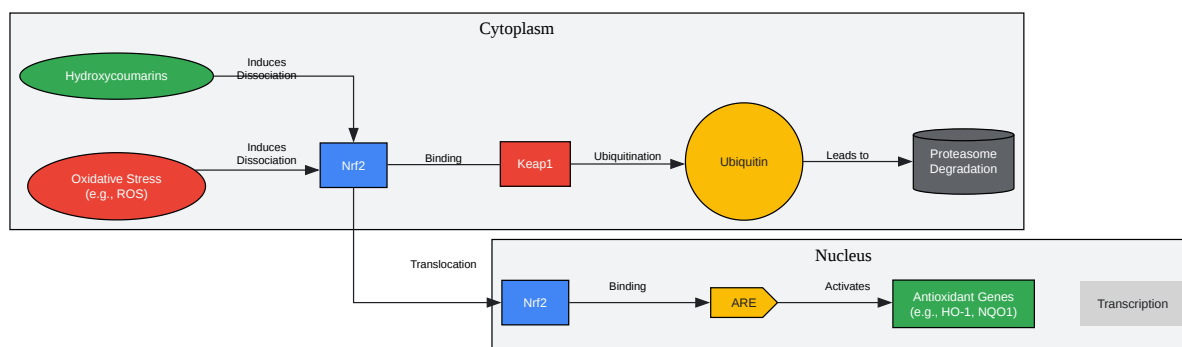 Cytoplasm
Induces
Dissociation
Hydroxycoumarins
Induces
Dissociation
Oxidative Stress
(e.g., ROS)
Nrf2
Binding
Keap1
Ubiquitination
Ubiquitin
Leads to
Proteasome
Degradation
Translocation
Nucleus
Nrf2
Binding
ARE
Activates
Antioxidant Genes
(e.g., HO-1, NQO1)
Transcription